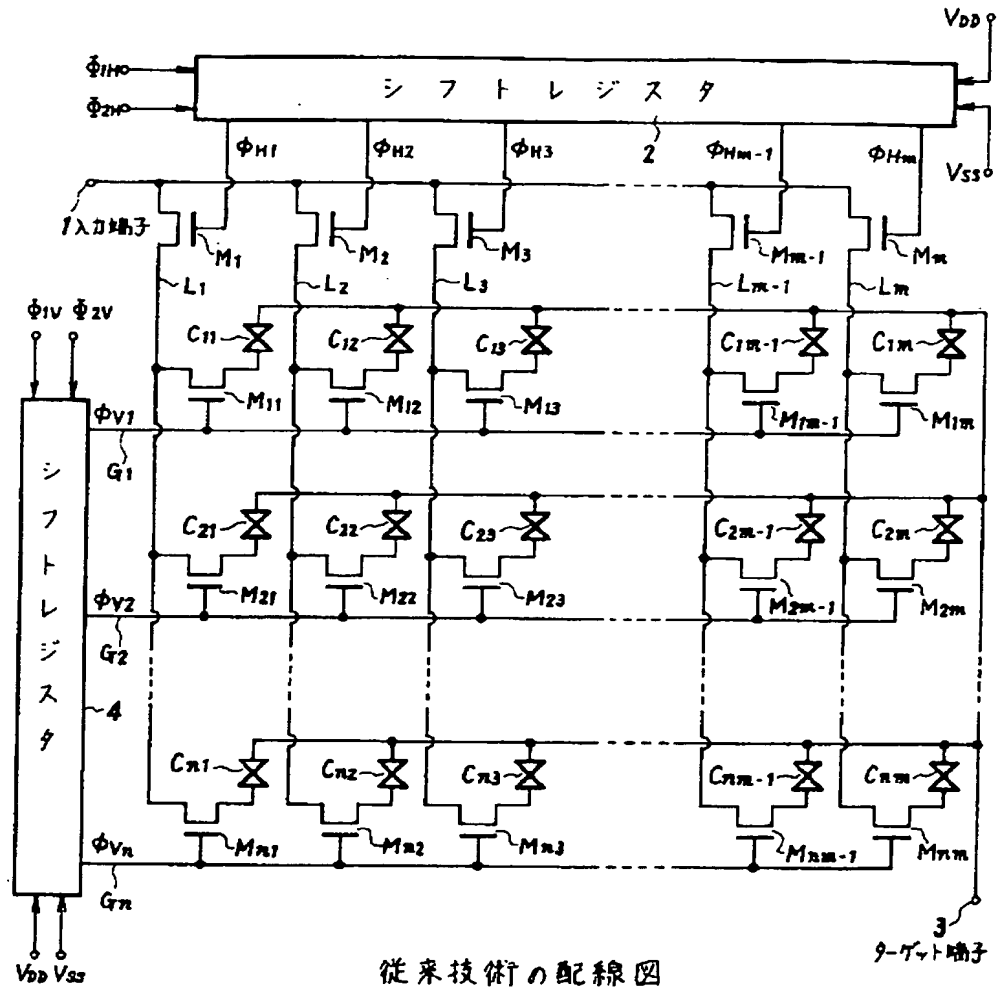 VDD
Φ1H
シフトレジスタ
Φ2H
ΦH1
ΦH2
ΦH3
2
ΦHm-1
ΦHm
VSS
1入力端子
M1
M2
M3
Mm-1
Mm
L1
L2
L3
Lm-1
Lm
Φ1V Φ2V
C11
C12
C13
C1m-1
C1m
ΦV1
M11
M12
M13
M1m-1
M1m
G1
シフトレジスタ
C21
C22
C23
C2m-1
C2m
ΦV2
M21
M22
M23
M2m-1
M2m
G2
4
Cn1
Cn2
Cn3
Cnm-1
Cnm
ΦVn
Mn1
Mn2
Mn3
Mnm-1
Mnm
Gn
3
ターゲット端子
VDD VSS
従来技術の配線図